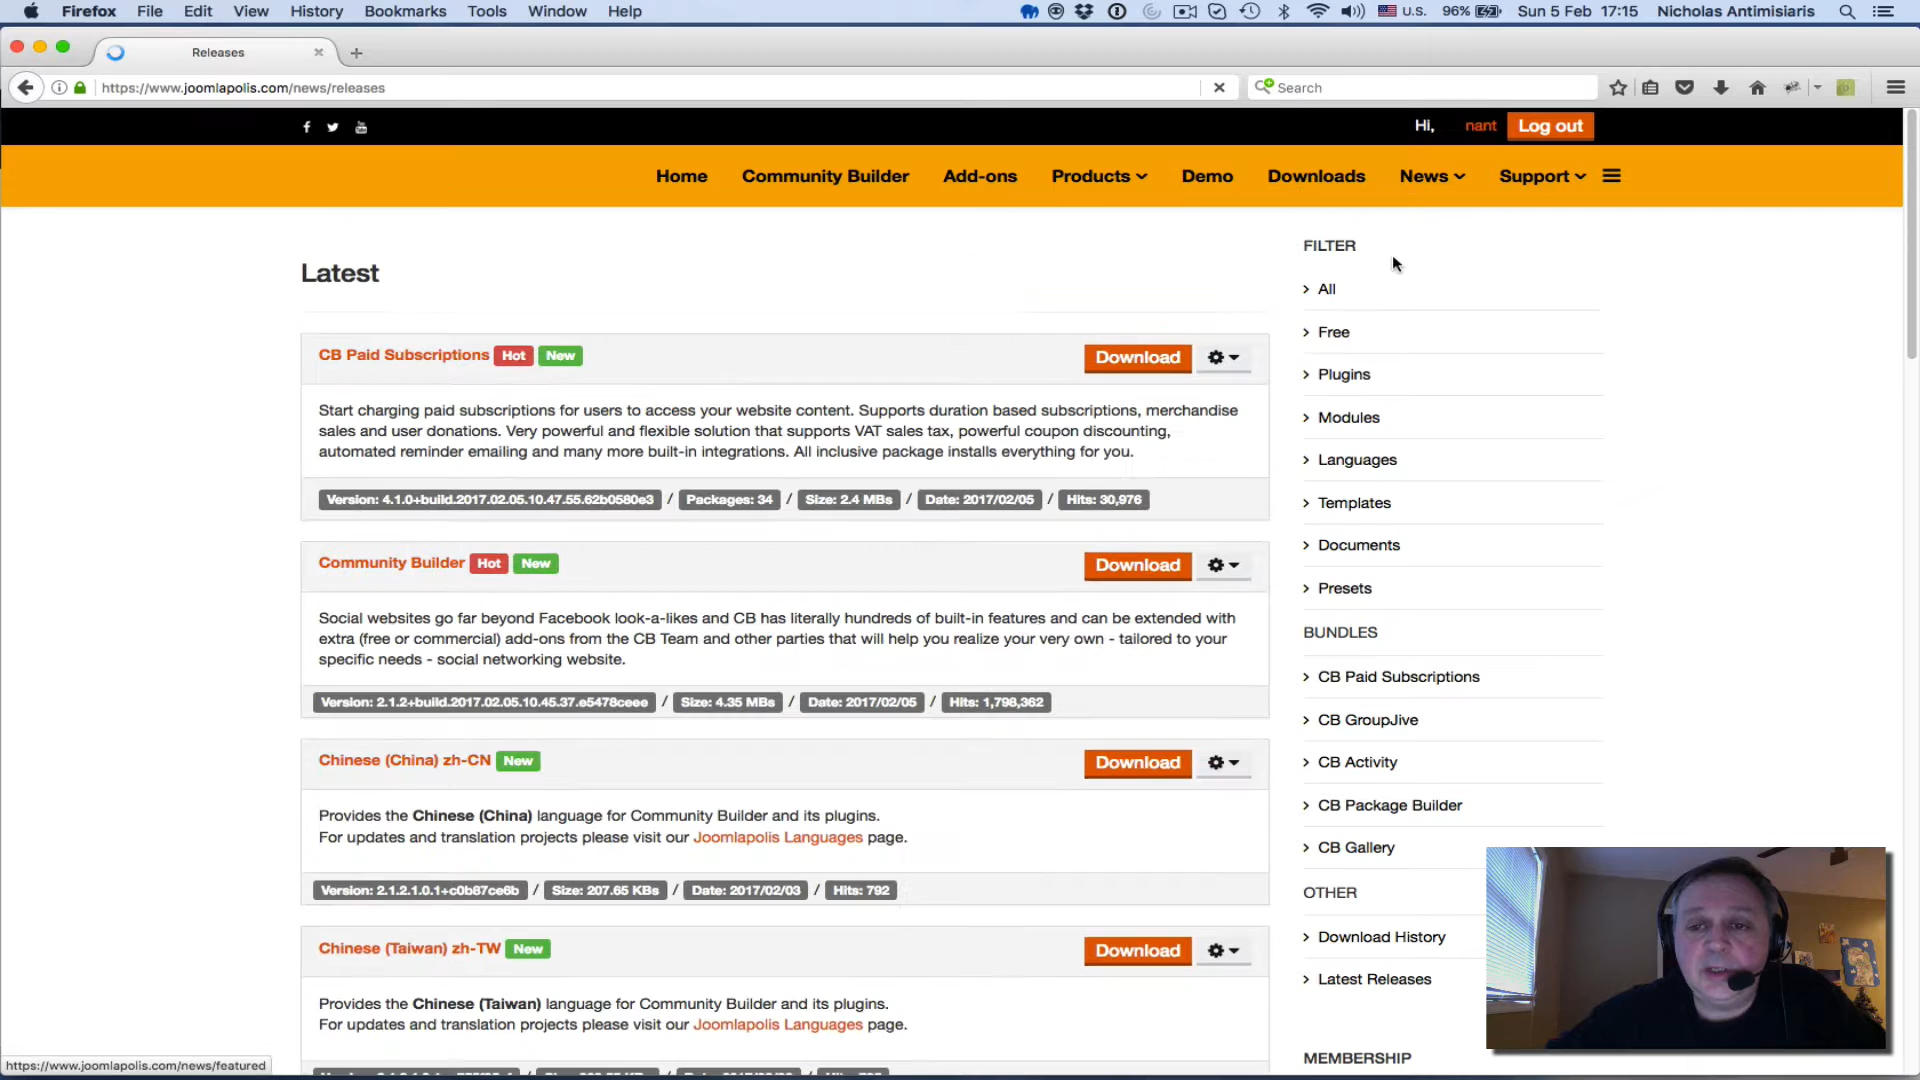 Firefox File Edit View History Bookmarks Tools Window Help U.S. 96% Sun 5 Feb 17:15 Nicholas Antimisiaris
Releases
https://www.joomlapolis.com/news/releases Search
Hi, nant Log out
Home Community Builder Add-ons Products Demo Downloads News Support
Latest
CB Paid Subscriptions Hot New Download
Start charging paid subscriptions for users to access your website content. Supports duration based subscriptions, merchandise
sales and user donations. Very powerful and flexible solution that supports VAT sales tax, powerful coupon discounting,
automated reminder emailing and many more built-in integrations. All inclusive package installs everything for you.
Version: 4.1.0+build.2017.02.05.10.47.55.62b0580e3 / Packages: 34 / Size: 2.4 MBs / Date: 2017/02/05 / Hits: 30,976
Community Builder Hot New Download
Social websites go far beyond Facebook look-a-likes and CB has literally hundreds of built-in features and can be extended with
extra (free or commercial) add-ons from the CB Team and other parties that will help you realize your very own - tailored to your
specific needs - social networking website.
Version: 2.1.2+build.2017.02.05.10.45.37.e5478ceee / Size: 4.35 MBs / Date: 2017/02/05 / Hits: 1,798,362
Chinese (China) zh-CN New Download
Provides the Chinese (China) language for Community Builder and its plugins.
For updates and translation projects please visit our Joomlapolis Languages page.
Version: 2.1.2.1.0.1+c0b87ce6b / Size: 207.65 KBs / Date: 2017/02/03 / Hits: 792
Chinese (Taiwan) zh-TW New Download
Provides the Chinese (Taiwan) language for Community Builder and its plugins.
For updates and translation projects please visit our Joomlapolis Languages page.
FILTER
All
Free
Plugins
Modules
Languages
Templates
Documents
Presets
BUNDLES
CB Paid Subscriptions
CB GroupJive
CB Activity
CB Package Builder
CB Gallery
OTHER
Download History
Latest Releases
MEMBERSHIP
https://www.joomlapolis.com/news/featured